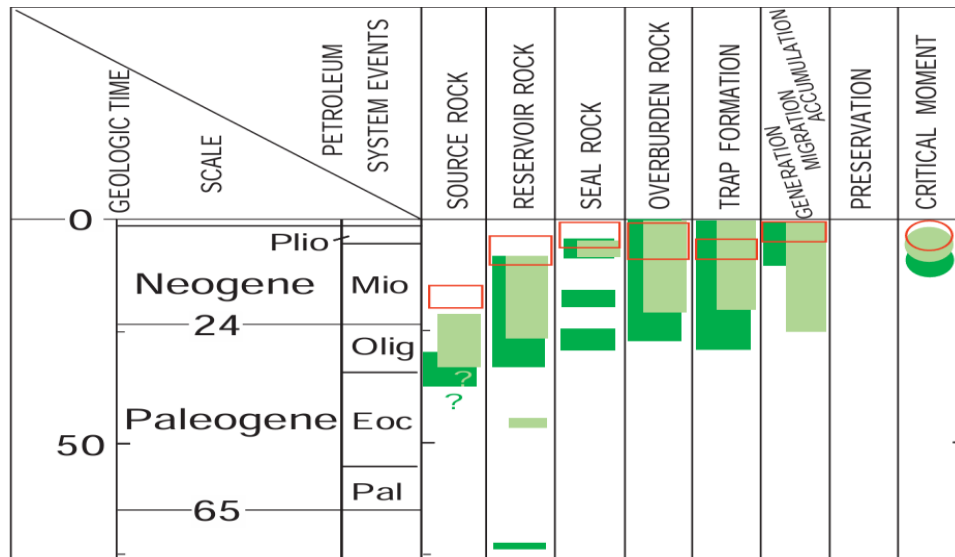 GEOLOGIC TIME
SCALE
PETROLEUM
SYSTEM EVENTS
SOURCE ROCK
RESERVOIR ROCK
SEAL ROCK
OVERBURDEN ROCK
TRAP FORMATION
GENERATION
MIGRATION
ACCUMULATION
PRESERVATION
CRITICAL MOMENT
0
Plio
Neogene
Mio
24
Olig
?
?
Paleogene
Eoc
50
Pal
65